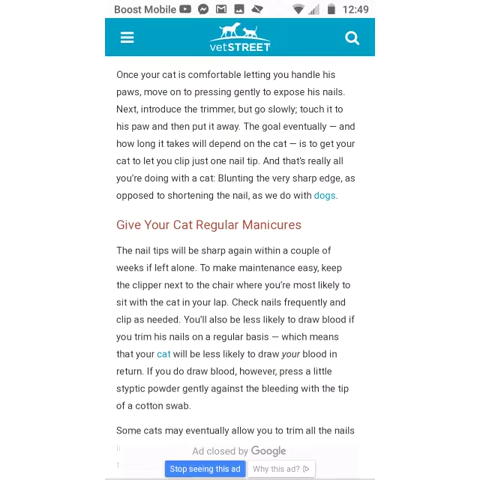 Boost Mobile 12:49
vetSTREET
Once your cat is comfortable letting you handle his
paws, move on to pressing gently to expose his nails.
Next, introduce the trimmer, but go slowly; touch it to
his paw and then put it away. The goal eventually — and
how long it takes will depend on the cat — is to get your
cat to let you clip just one nail tip. And that's really all
you're doing with a cat: Blunting the very sharp edge, as
opposed to shortening the nail, as we do with dogs.
Give Your Cat Regular Manicures
The nail tips will be sharp again within a couple of
weeks if left alone. To make maintenance easy, keep
the clipper next to the chair where you're most likely to
sit with the cat in your lap. Check nails frequently and
clip as needed. You'll also be less likely to draw blood if
you trim his nails on a regular basis — which means
that your cat will be less likely to draw your blood in
return. If you do draw blood, however, press a little
styptic powder gently against the bleeding with the tip
of a cotton swab.
Some cats may eventually allow you to trim all the nails
Ad closed by Google
Stop seeing this ad Why this ad?